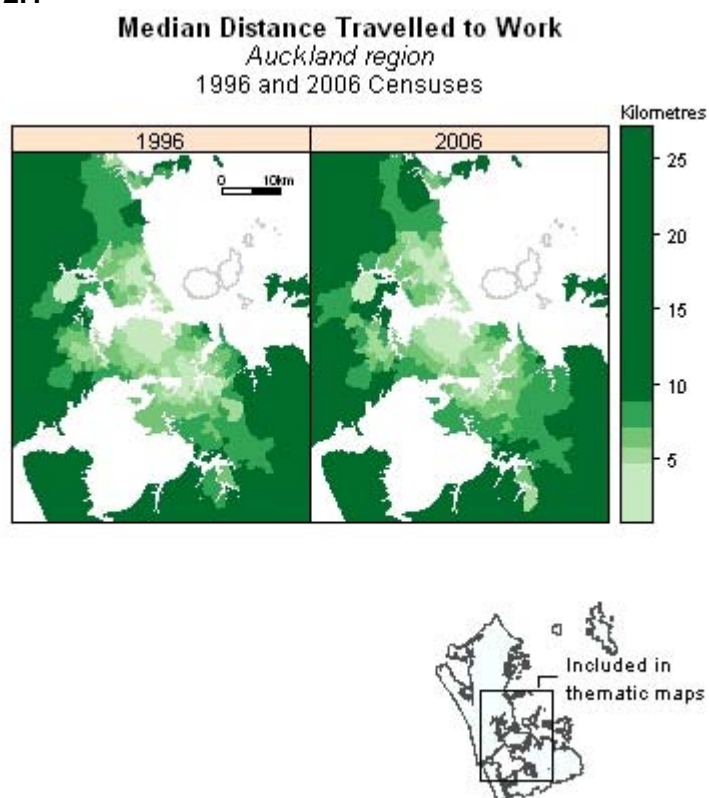 Median Distance Travelled to Work
Auckland region
1996 and 2006 Censuses
Kilometres
1996
2006
0 10km
25
20
15
10
5
Included in
thematic maps